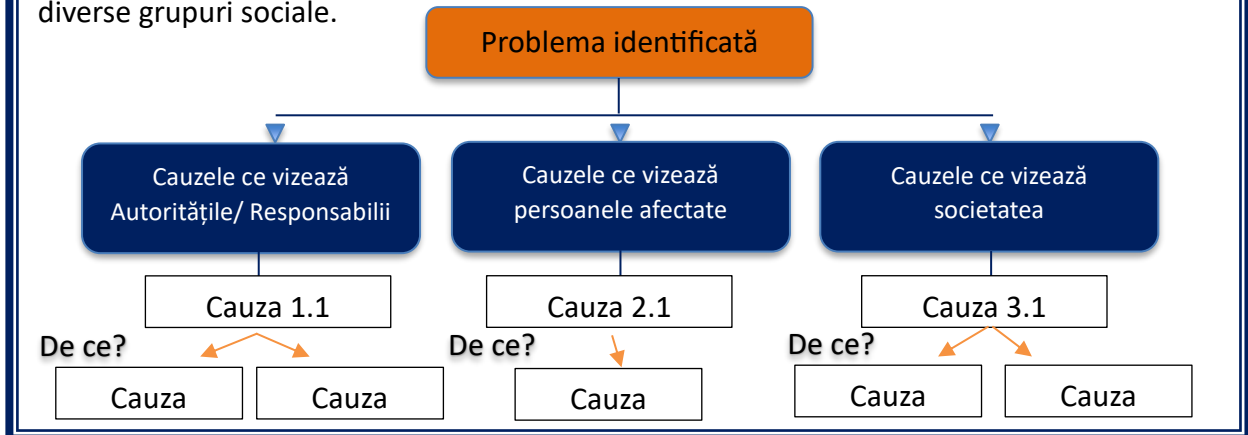 diverse grupuri sociale.
Problema identificată
Cauzele ce vizează
Autoritățile/ Responsabilii
Cauzele ce vizează
persoanele afectate
Cauzele ce vizează
societatea
Cauza 1.1
Cauza 2.1
Cauza 3.1
De ce?
De ce?
De ce?
Cauza
Cauza
Cauza
Cauza
Cauza